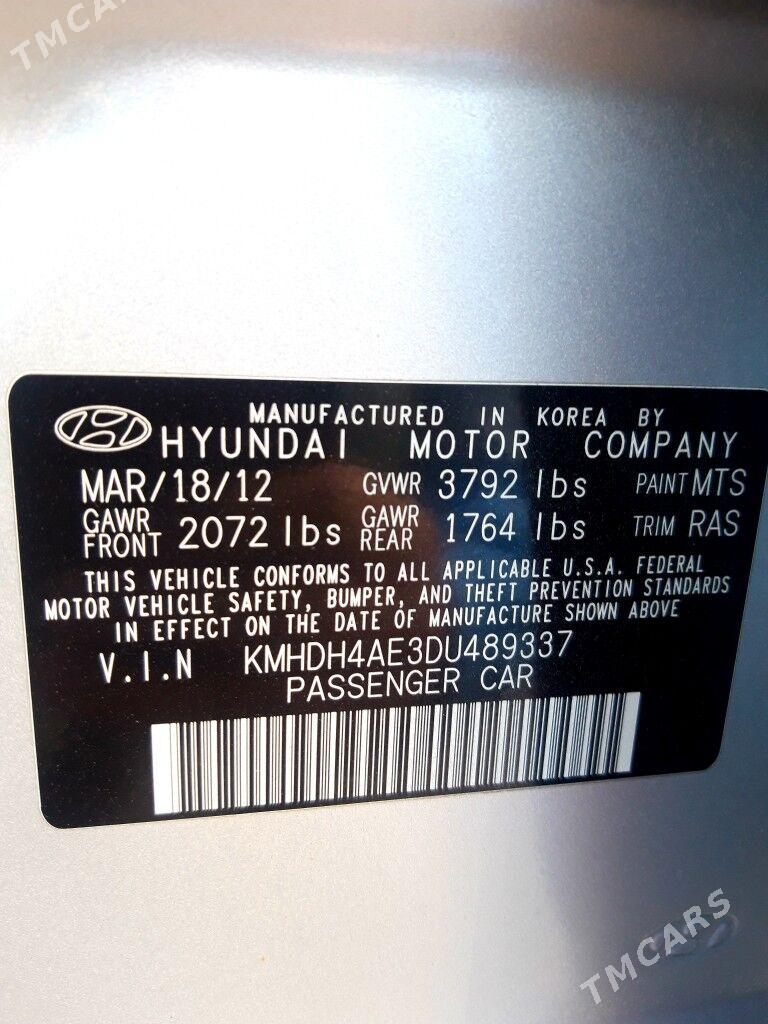 TMCARS
MANUFACTURED IN KOREA BY
HYUNDAI MOTOR COMPANY
MAR/18/12 GVWR 3792 lbs PAINT MTS
GAWR FRONT 2072 lbs GAWR REAR 1764 lbs TRIM RAS
THIS VEHICLE CONFORMS TO ALL APPLICABLE U.S.A. FEDERAL
MOTOR VEHICLE SAFETY, BUMPER, AND THEFT PREVENTION STANDARDS
IN EFFECT ON THE DATE OF MANUFACTURE SHOWN ABOVE
V.I.N KMHDH4AE3DU489337
PASSENGER CAR
TMCARS